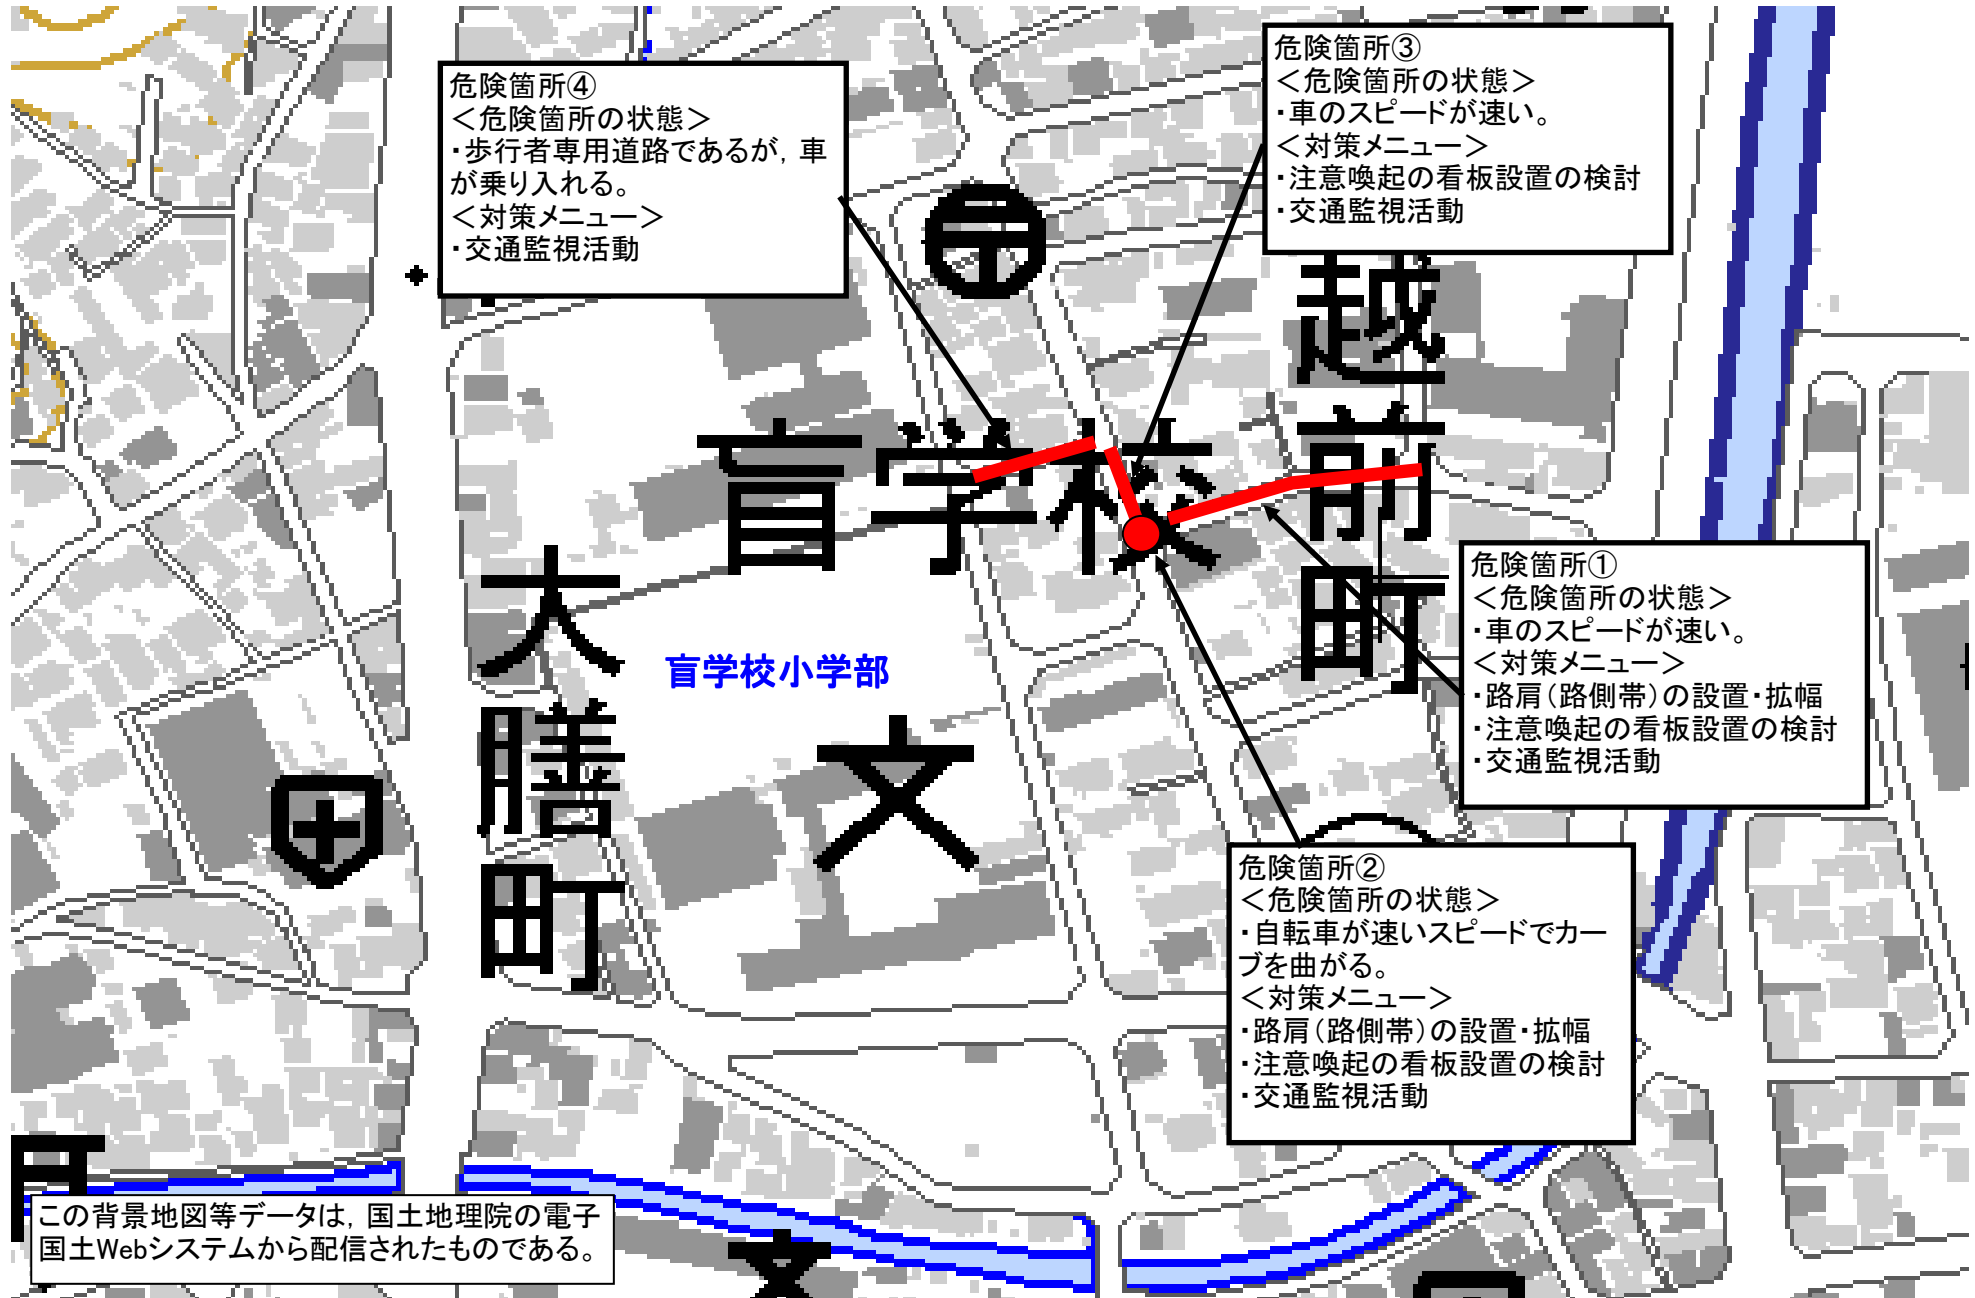 危険箇所④
＜危険箇所の状態＞
・歩行者専用道路であるが，車
が乗り入れる。
＜対策メニュー＞
・交通監視活動
危険箇所③
＜危険箇所の状態＞
・車のスピードが速い。
＜対策メニュー＞
・注意喚起の看板設置の検討
・交通監視活動
越前町
盲学校
大膳町
盲学校小学部
文
危険箇所①
＜危険箇所の状態＞
・車のスピードが速い。
＜対策メニュー＞
・路肩（路側帯）の設置・拡幅
・注意喚起の看板設置の検討
・交通監視活動
危険箇所②
＜危険箇所の状態＞
・自転車が速いスピードでカー
ブを曲がる。
＜対策メニュー＞
・路肩（路側帯）の設置・拡幅
・注意喚起の看板設置の検討
・交通監視活動
この背景地図等データは，国土地理院の電子
国土Webシステムから配信されたものである。